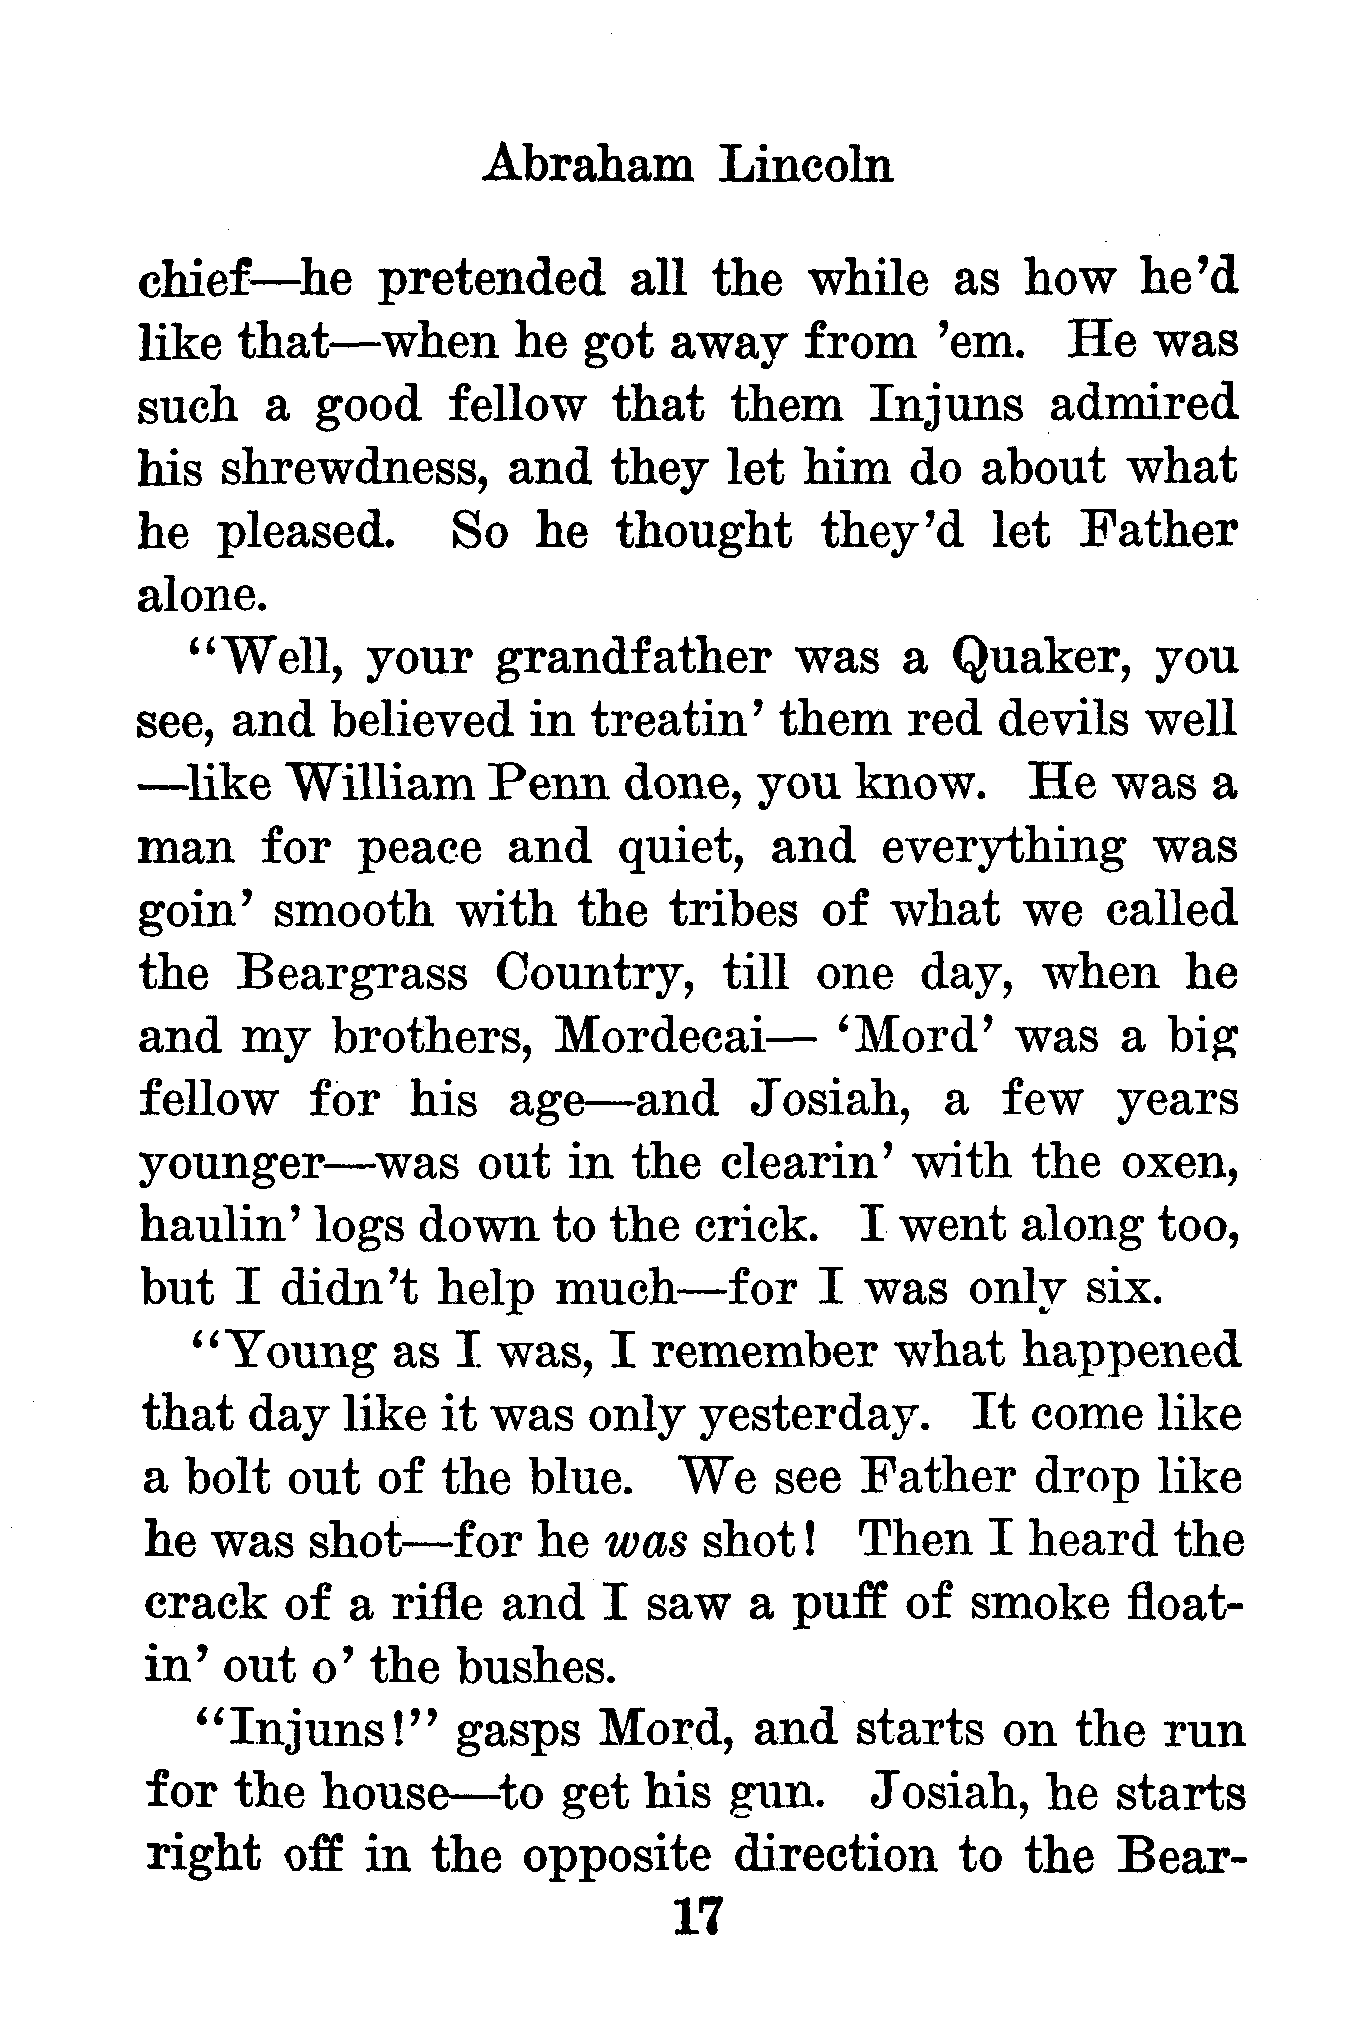 Abraham Lincoln
chief—he pretended all the while as how he'd
like that—when he got away from 'em. He was
such a good fellow that them Injuns admired
his shrewdness, and they let him do about what
he pleased. So he thought they'd let Father
alone.
"Well, your grandfather was a Quaker, you
see, and believed in treatin' them red devils well
—like William Penn done, you know. He was a
man for peace and quiet, and everything was
goin' smooth with the tribes of what we called
the Beargrass Country, till one day, when he
and my brothers, Mordecai— 'Mord' was a big
fellow for his age—and Josiah, a few years
younger—was out in the clearin' with the oxen,
haulin' logs down to the crick. I went along too,
but I didn't help much—for I was only six.
"Young as I was, I remember what happened
that day like it was only yesterday. It come like
a bolt out of the blue. We see Father drop like
he was shot—for he was shot! Then I heard the
crack of a rifle and I saw a puff of smoke float-
in' out o' the bushes.
"Injuns!" gasps Mord, and starts on the run
for the house—to get his gun. Josiah, he starts
right off in the opposite direction to the Bear-
17